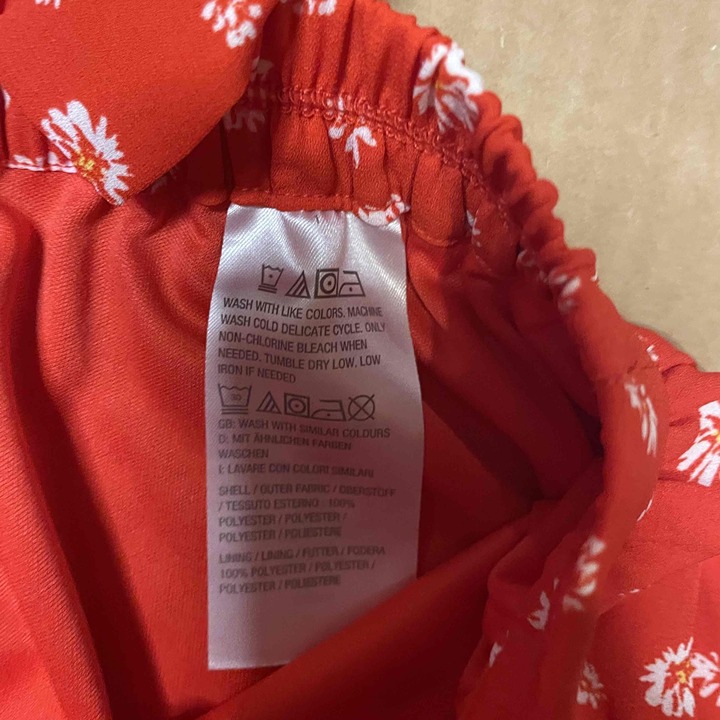 WASH WITH LIKE COLORS. MACHINE
WASH COLD DELICATE CYCLE. ONLY
NON-CHLORINE BLEACH WHEN
NEEDED. TUMBLE DRY LOW. LOW
IRON IF NEEDED
30
GB: WASH WITH SIMILAR COLOURS
D: MIT ÄHNLICHEN FARBEN
WASCHEN
I: LAVARE CON COLORI SIMILARI
SHELL / OUTER FABRIC / OBERSTOFF
/ TESSUTO ESTERNO : 100%
POLYESTER / POLYESTER /
POLYESTER / POLIESTERE
LINING / LINING / FUTTER / FODERA
100% POLYESTER / POLYESTER /
POLYESTER / POLIESTERE